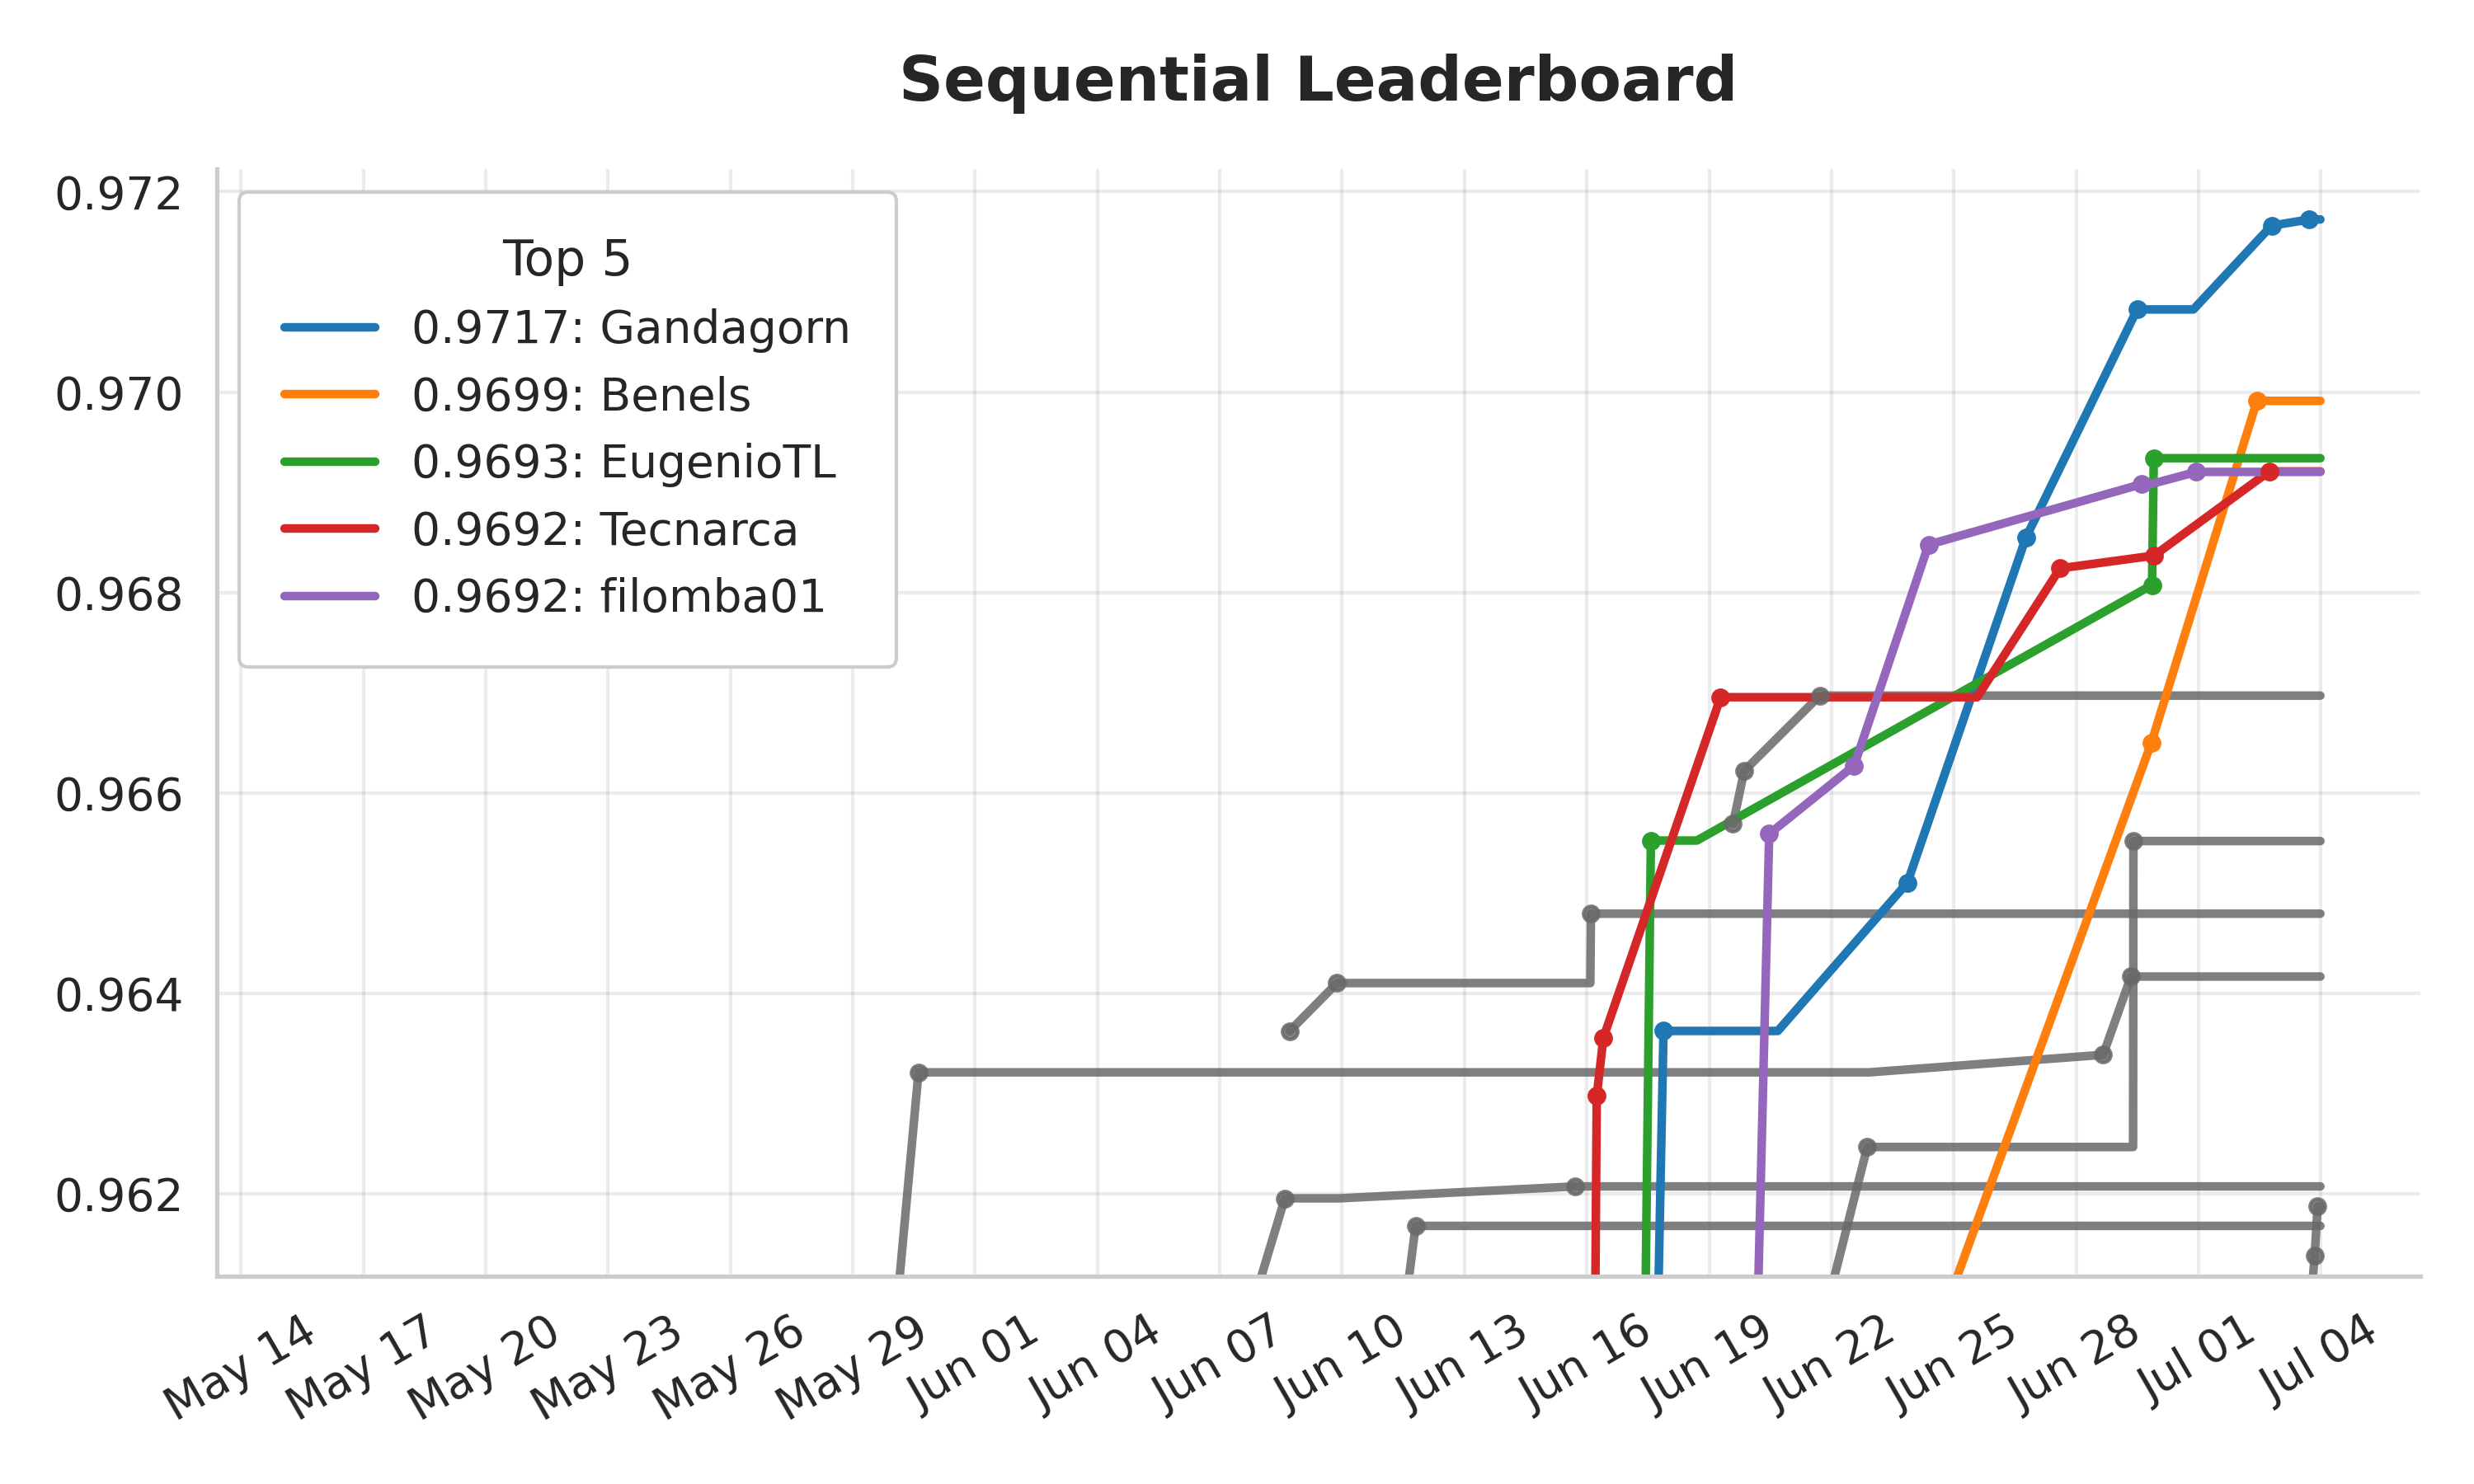 Sequential Leaderboard
0.972
0.970
0.968
0.966
0.964
0.962
Top 5
0.9717: Gandagorn
0.9699: Benels
0.9693: EugenioTL
0.9692: Tecnarca
0.9692: filomba01
May 14
May 17
May 20
May 23
May 26
May 29
Jun 01
Jun 04
Jun 07
Jun 10
Jun 13
Jun 16
Jun 19
Jun 22
Jun 25
Jun 28
Jul 01
Jul 04